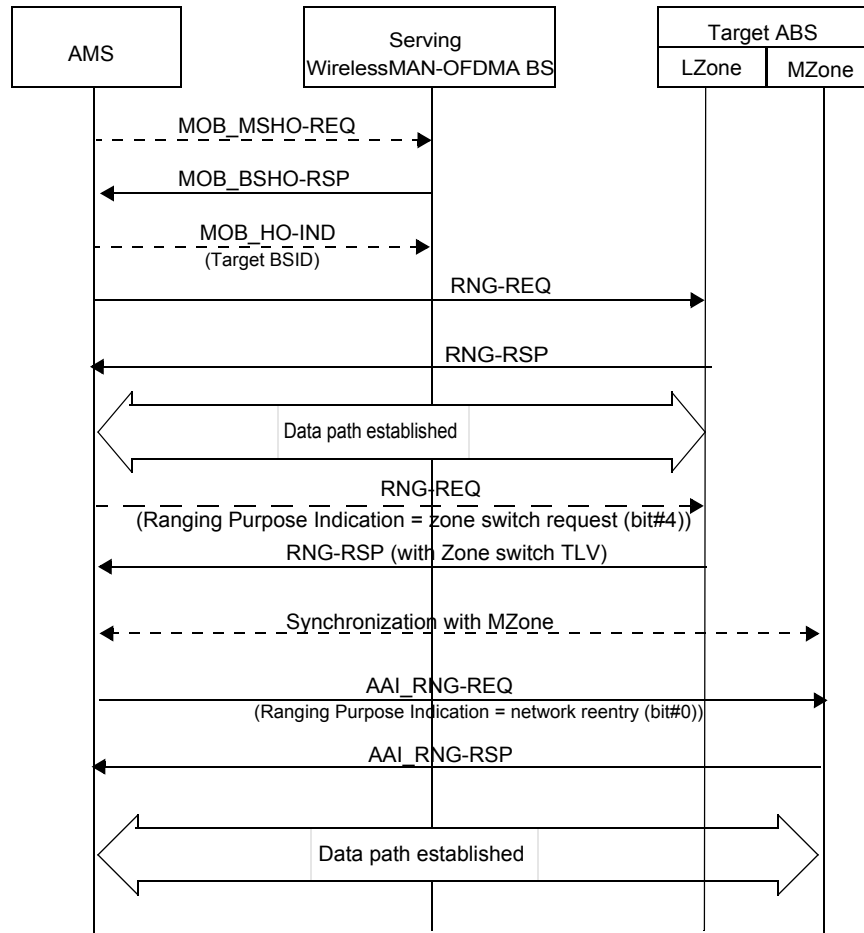 AMS
Serving
WirelessMAN-OFDMA BS
Target ABS
LZone
MZone
MOB_MSHO-REQ
MOB_BSHO-RSP
MOB_HO-IND
(Target BSID)
RNG-REQ
RNG-RSP
Data path established
RNG-REQ
(Ranging Purpose Indication = zone switch request (bit#4))
RNG-RSP (with Zone switch TLV)
Synchronization with MZone
AAI_RNG-REQ
(Ranging Purpose Indication = network reentry (bit#0))
AAI_RNG-RSP
Data path established